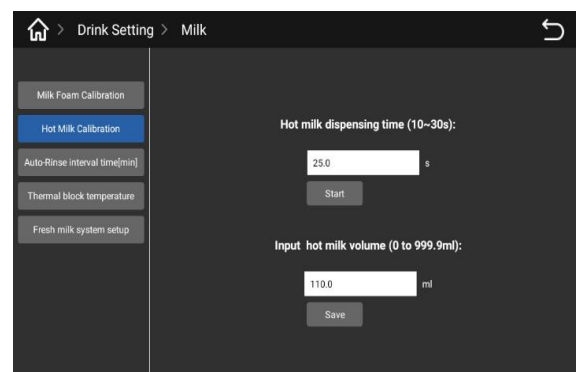 > Drink Setting > Milk
Milk Foam Calibration
Hot Milk Calibration
Auto-Rinse interval time[min]
Thermal block temperature
Fresh milk system setup
Hot milk dispensing time (10~30s):
25.0 s
Start
Input hot milk volume (0 to 999.9ml):
110.0 ml
Save